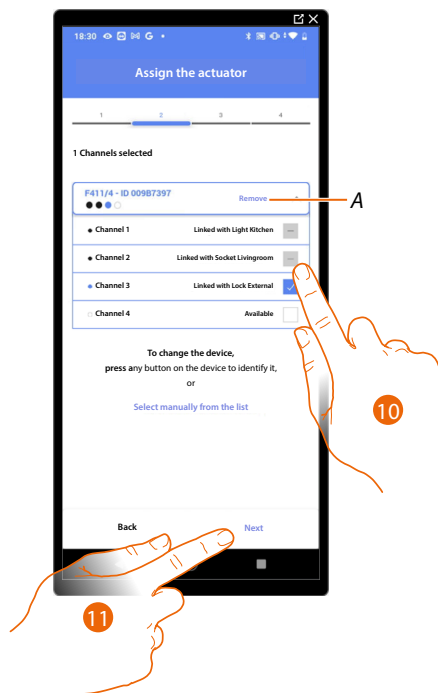 18:30 G
Assign the actuator
1 2 3 4
1 Channels selected
F411/4 - ID 009B7397
Remove
A
Channel 1 Linked with Light Kitchen
Channel 2 Linked with Socket Livingroom
Channel 3 Linked with Lock External
Channel 4 Available
To change the device,
press any button on the device to identify it,
or
Select manually from the list
10
Back Next
11